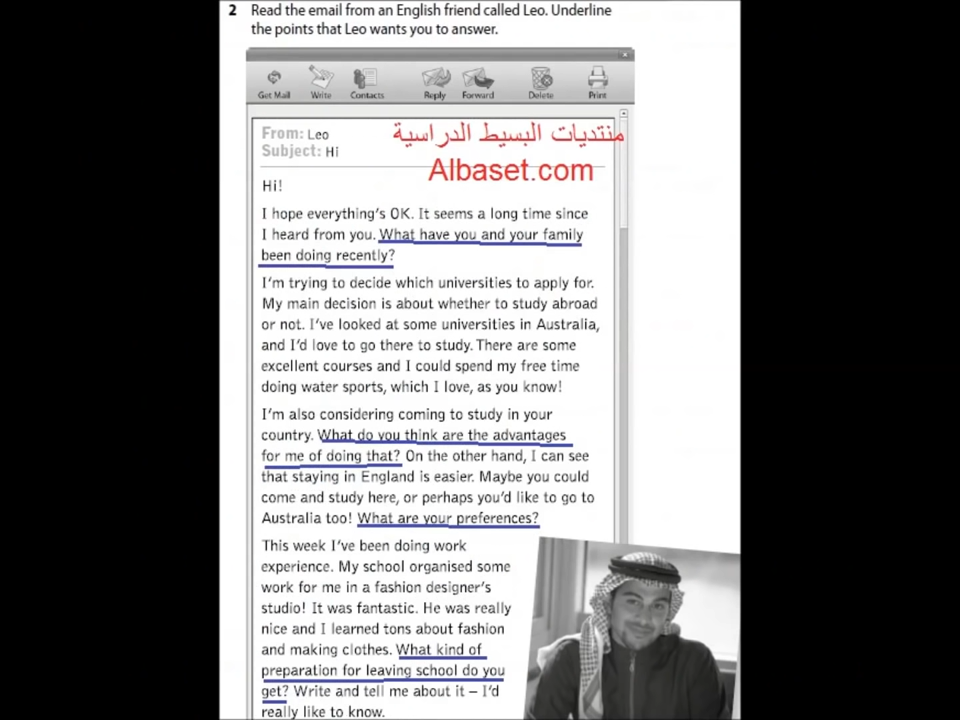 2 Read the email from an English friend called Leo. Underline
the points that Leo wants you to answer.
Get Mail Write Contacts Reply Forward Delete Print
From: Leo
منتديات البسيط الدراسية
Subject: Hi
Albaset.com
Hi!
I hope everything's OK. It seems a long time since
I heard from you. What have you and your family
been doing recently?
I'm trying to decide which universities to apply for.
My main decision is about whether to study abroad
or not. I've looked at some universities in Australia,
and I'd love to go there to study. There are some
excellent courses and I could spend my free time
doing water sports, which I love, as you know!
I'm also considering coming to study in your
country. What do you think are the advantages
for me of doing that? On the other hand, I can see
that staying in England is easier. Maybe you could
come and study here, or perhaps you'd like to go to
Australia too! What are your preferences?
This week I've been doing work
experience. My school organised some
work for me in a fashion designer's
studio! It was fantastic. He was really
nice and I learned tons about fashion
and making clothes. What kind of
preparation for leaving school do you
get? Write and tell me about it – I'd
really like to know.